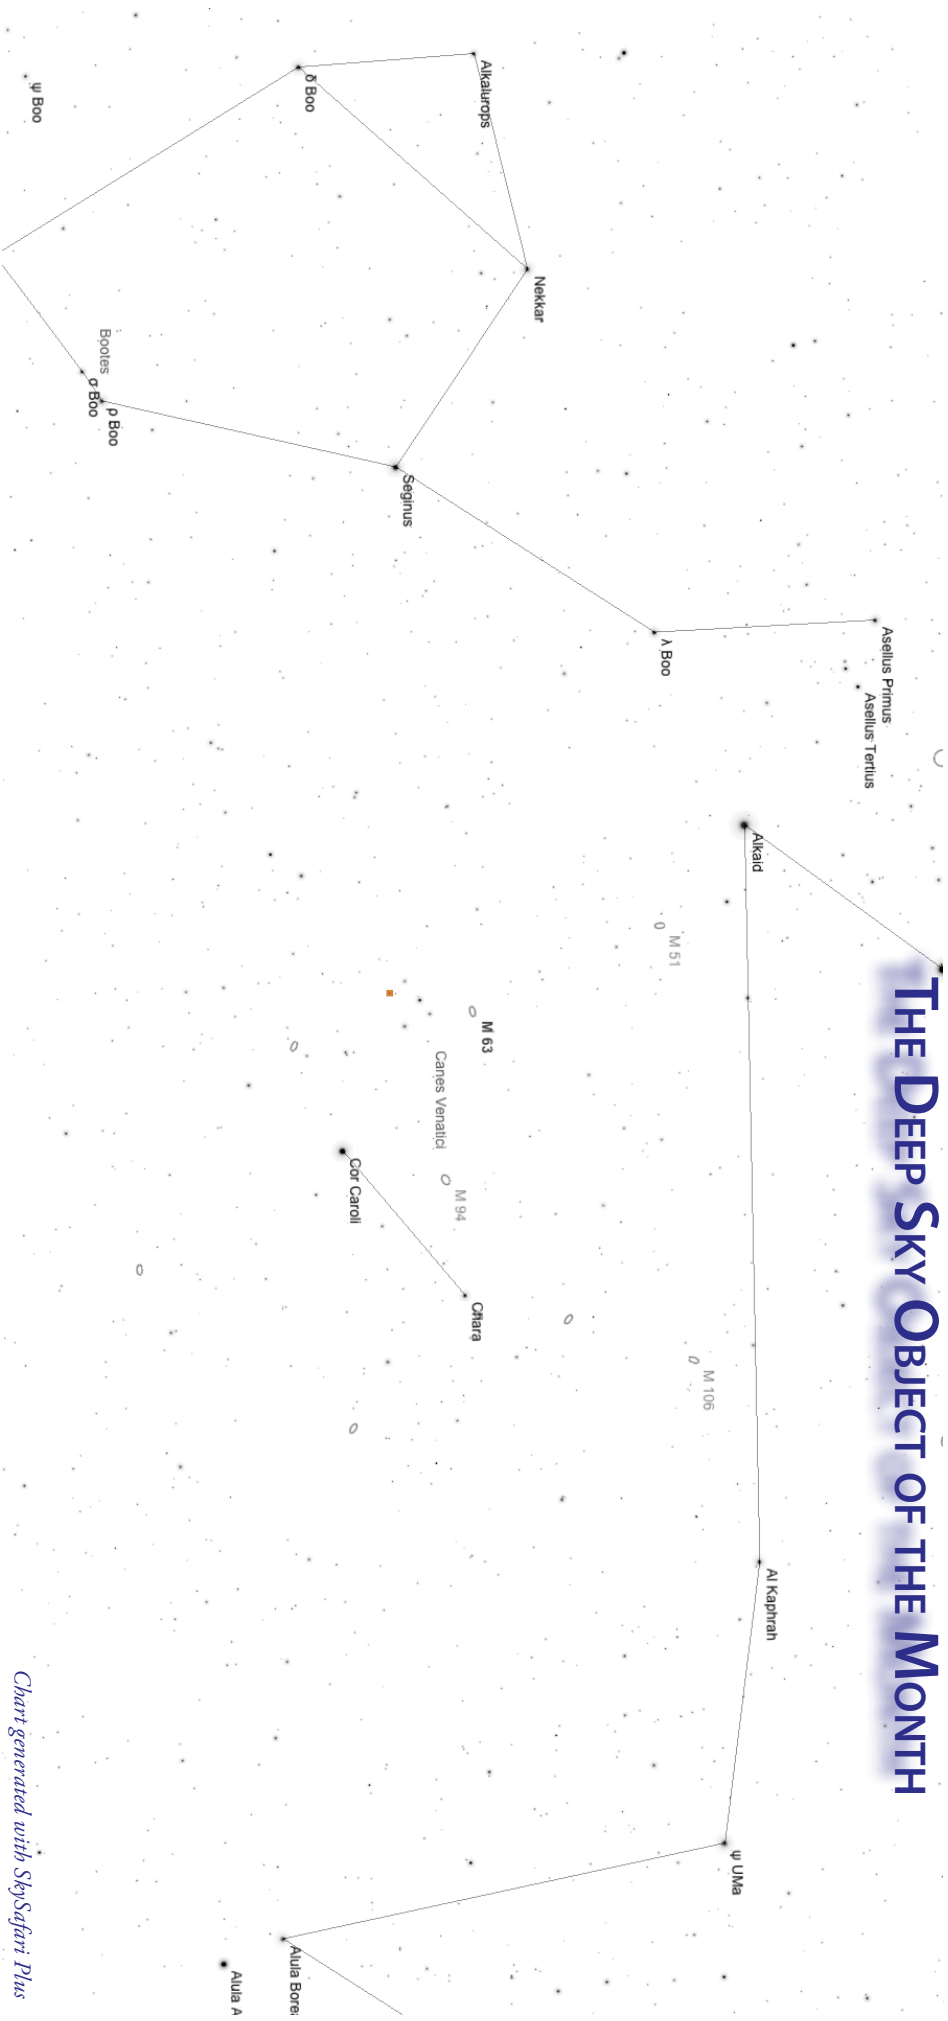 THE DEEP SKY OBJECT OF THE MONTH
Alkalurops
δ Boo
ψ Boo
Nekkar
Bootes
σ Boo
ρ Boo
Seginus
Asellus Primus
λ Boo
Asellus Tertius
Alkaid
M 51
M 63
Canes Venatici
Cor Caroli
M 94
Chara
M 106
Al Kaphrah
ψ UMa
Alula Borea
Alula A
Chart generated with SkySafari Plus